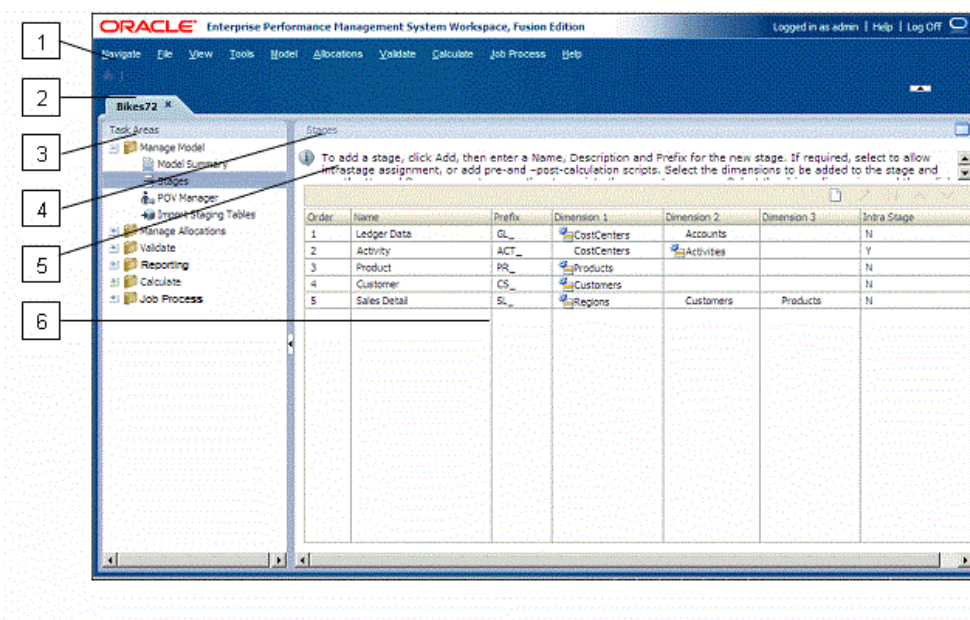 ORACLE Enterprise Performance Management System Workspace, Fusion Edition
Logged in as admin | Help | Log Off
Navigate File View Tools Model Allocations Validate Calculate Job Process Help
1
2
3
4
5
6
Bikes72 ×
Task Areas
Manage Model
Model Summary
Stages
POV Manager
Import Staging Tables
Manage Allocations
Validate
Reporting
Calculate
Job Process
Stages
To add a stage, click Add, then enter a Name, Description and Prefix for the new stage. If required, select to allow
intrastage assignment, or add pre-and –post-calculation scripts. Select the dimensions to be added to the stage and
Order Name Prefix Dimension 1 Dimension 2 Dimension 3 Intra Stage
1 Ledger Data GL_ CostCenters Accounts N
2 Activity ACT_ CostCenters Activities Y
3 Product PR_ Products N
4 Customer CS_ Customers N
5 Sales Detail SL_ Regions Customers Products N